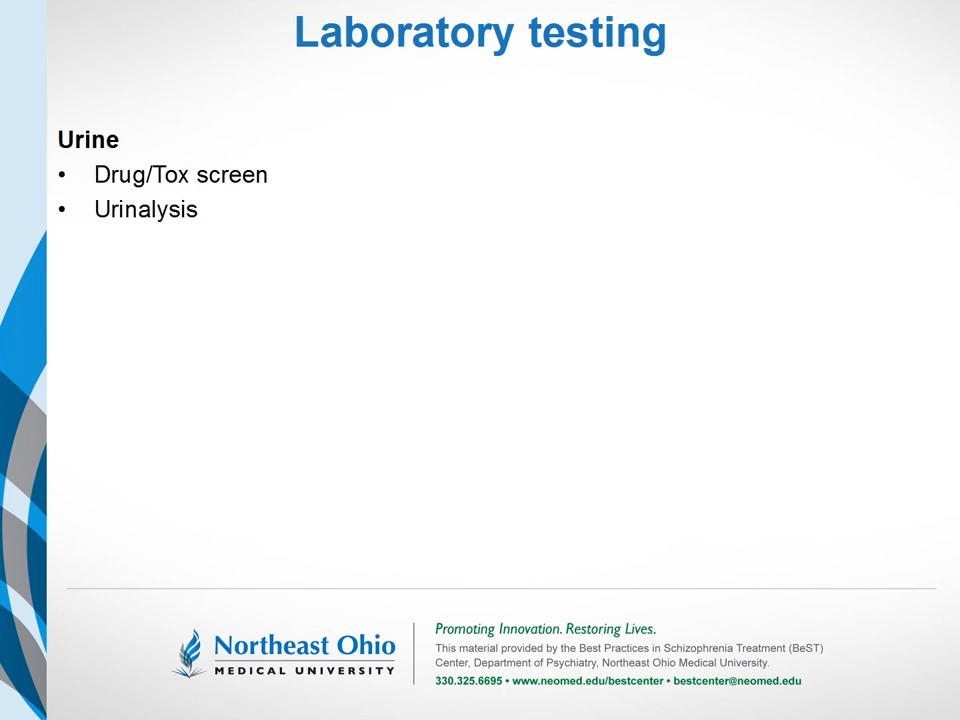 Laboratory testing
Urine
• Drug/Tox screen
• Urinalysis
Northeast Ohio
MEDICAL UNIVERSITY
Promoting Innovation. Restoring Lives.
This material provided by the Best Practices in Schizophrenia Treatment (BeST)
Center, Department of Psychiatry, Northeast Ohio Medical University.
330.325.6695 • www.neomed.edu/bestcenter • bestcenter@neomed.edu